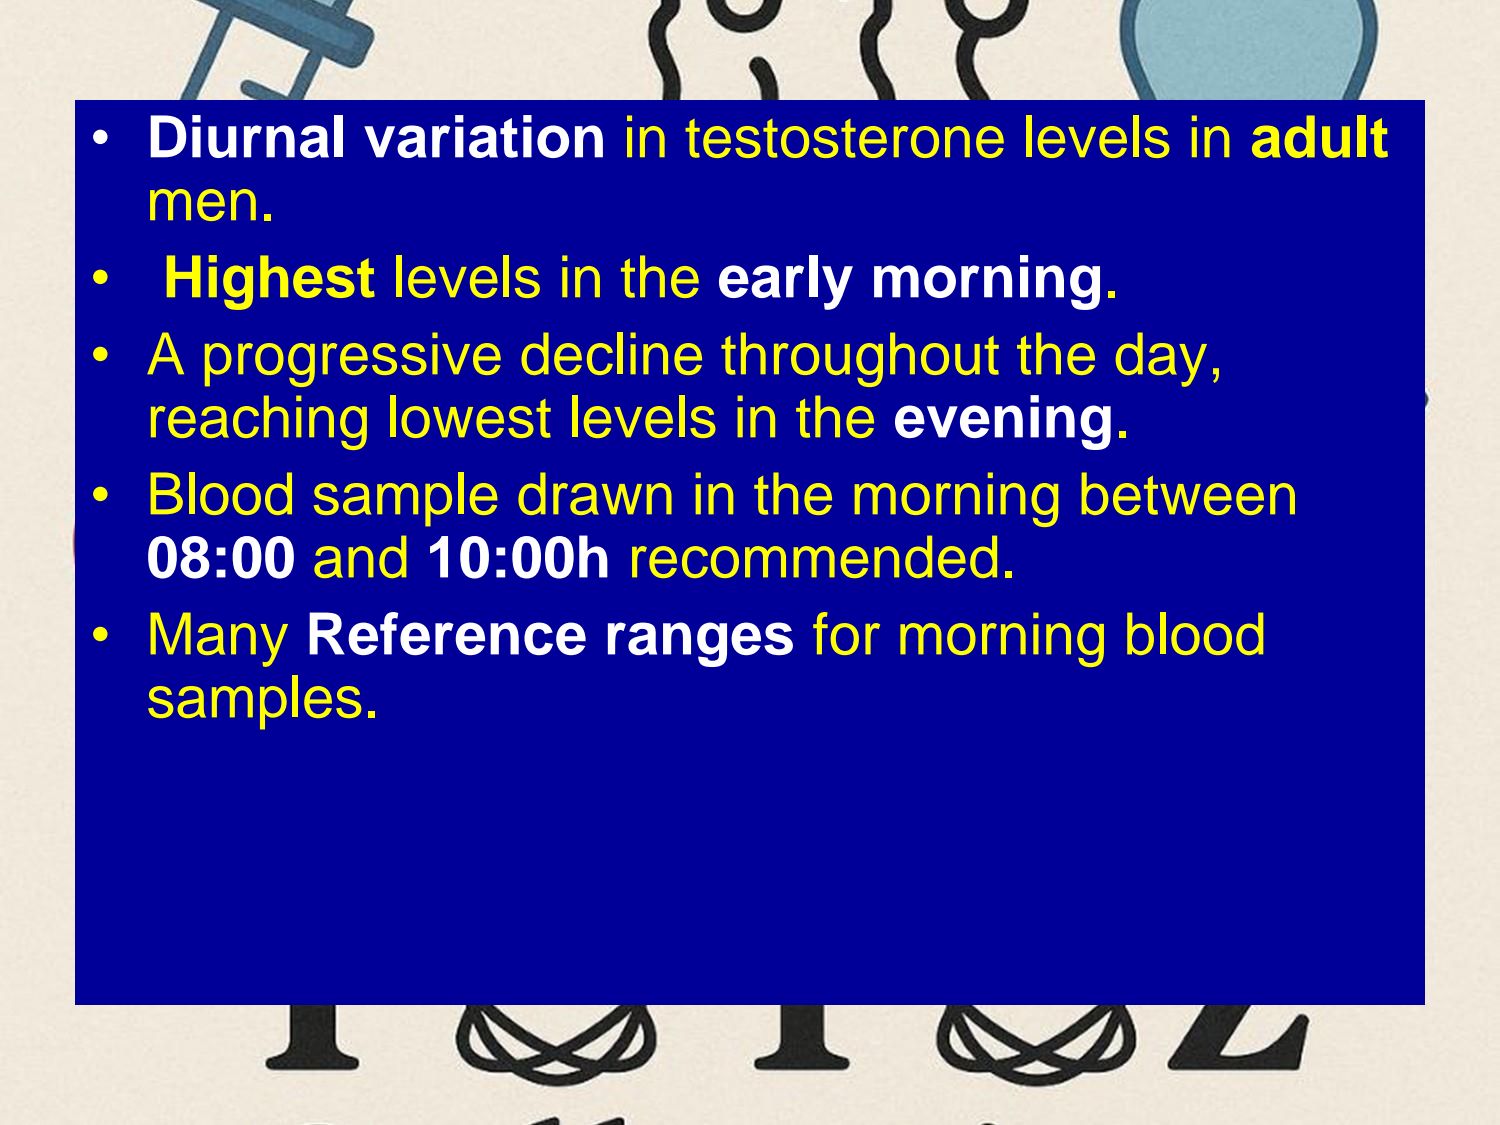 • Diurnal variation in testosterone levels in adult
men.
• Highest levels in the early morning.
• A progressive decline throughout the day,
reaching lowest levels in the evening.
• Blood sample drawn in the morning between
08:00 and 10:00h recommended.
• Many Reference ranges for morning blood
samples.